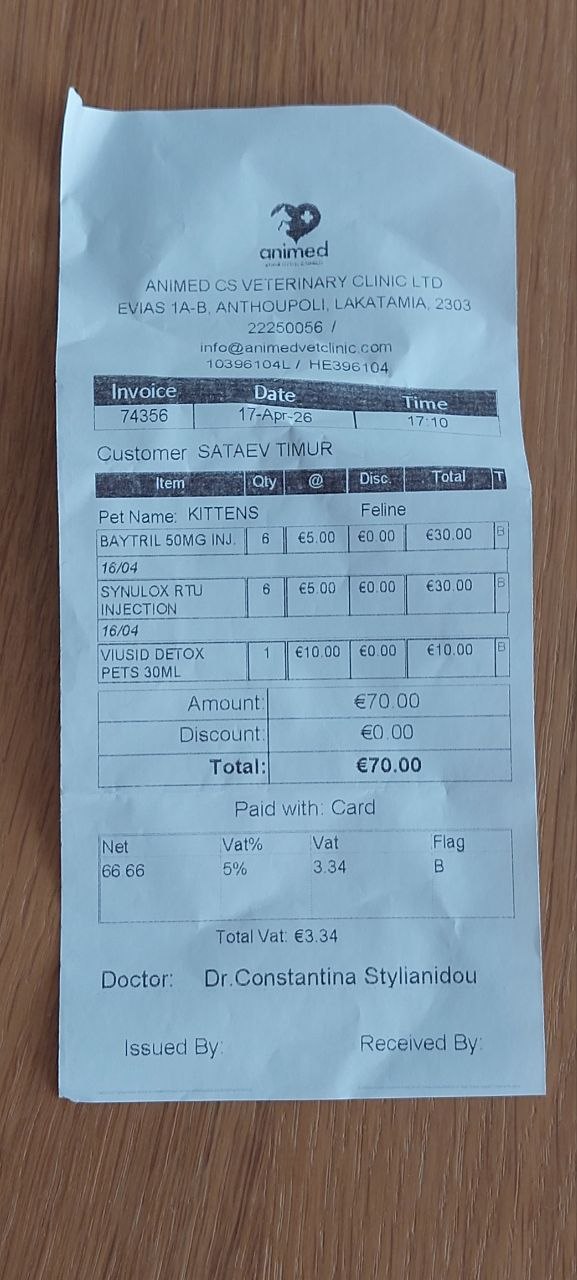 animed
ANIMED CS VETERINARY CLINIC LTD
EVIAS 1A-B, ANTHOUPOLI, LAKATAMIA, 2303
22250056 /
info@animedvetclinic.com
10396104L / HE396104
Invoice Date Time
74356 17-Apr-26 17:10
Customer SATAEV TIMUR
Item Qty @ Disc. Total T
Pet Name: KITTENS Feline
BAYTRIL 50MG INJ. 6 €5.00 €0.00 €30.00 B
16/04
SYNULOX RTU 6 €5.00 €0.00 €30.00 B
INJECTION
16/04
VIUSID DETOX 1 €10.00 €0.00 €10.00 B
PETS 30ML
Amount: €70.00
Discount: €0.00
Total: €70.00
Paid with: Card
Net Vat% Vat Flag
66.66 5% 3.34 B
Total Vat: €3.34
Doctor: Dr.Constantina Stylianidou
Issued By: Received By: